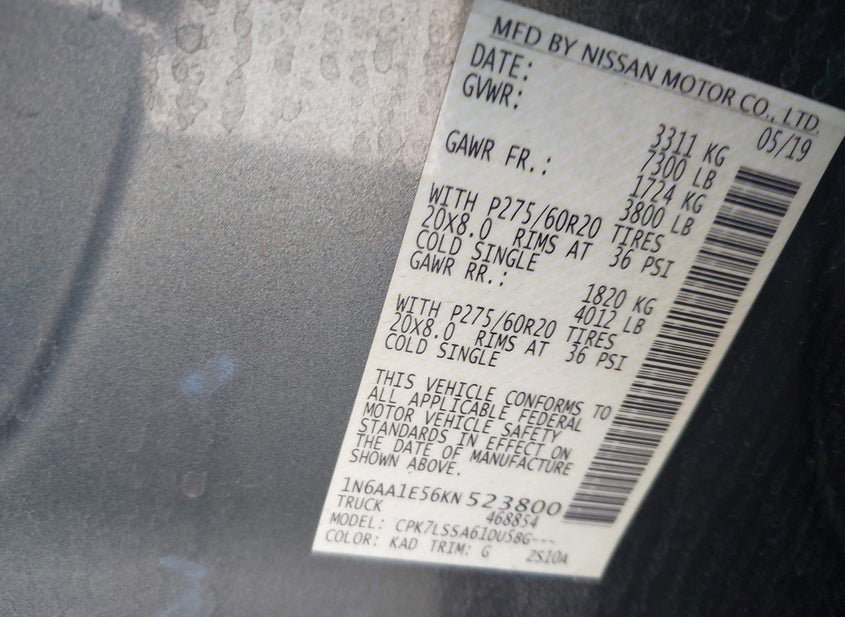 MFD BY NISSAN MOTOR CO., LTD.
DATE: 05/19
GVWR: 3311 KG
7300 LB
GAWR FR.: 1724 KG
3800 LB
WITH P275/60R20 TIRES
20X8.0 RIMS AT 36 PSI
COLD SINGLE
GAWR RR.: 1820 KG
4012 LB
WITH P275/60R20 TIRES
20X8.0 RIMS AT 36 PSI
COLD SINGLE
THIS VEHICLE CONFORMS TO
ALL APPLICABLE FEDERAL
MOTOR VEHICLE SAFETY
STANDARDS IN EFFECT ON
THE DATE OF MANUFACTURE
SHOWN ABOVE.
1N6AA1E56KN523800
TRUCK 468854
MODEL: CPK7LSSA61DU5BG---
COLOR: KAD TRIM: G ZS10A